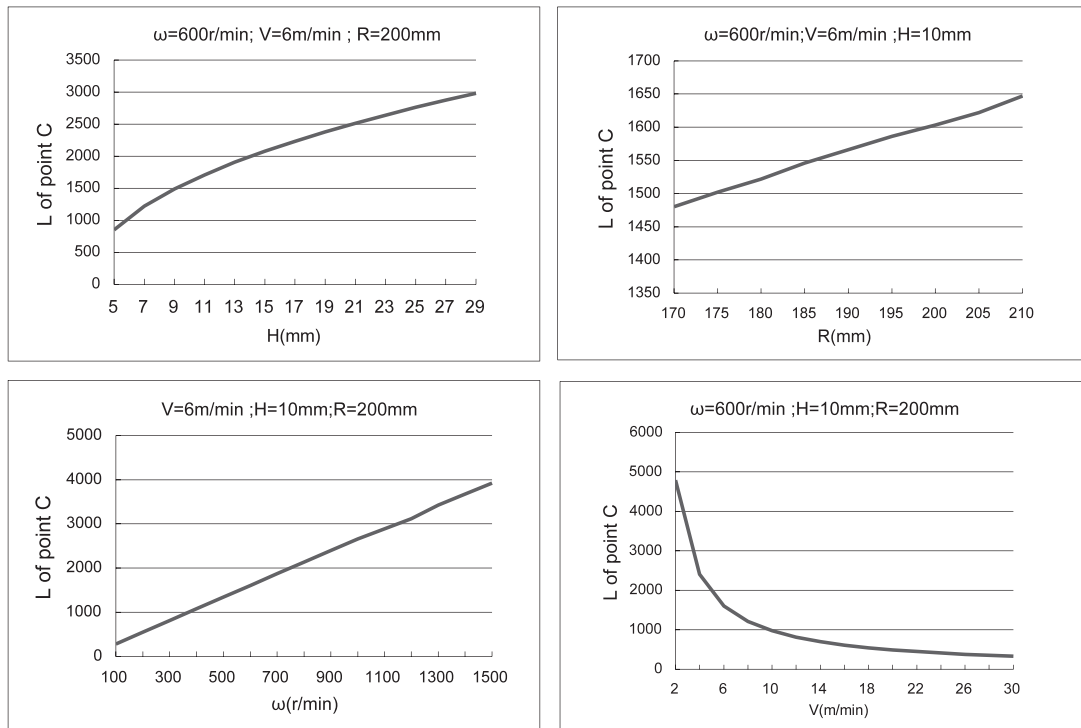 ω=600r/min; V=6m/min ; R=200mm
3500
3000
2500
2000
1500
1000
500
0
L of point C
5 7 9 11 13 15 17 19 21 23 25 27 29
H(mm)
ω=600r/min;V=6m/min ;H=10mm
1700
1650
1600
1550
1500
1450
1400
1350
L of point C
170 175 180 185 190 195 200 205 210
R(mm)
V=6m/min ;H=10mm;R=200mm
5000
4000
3000
2000
1000
0
L of point C
100 300 500 700 900 1100 1300 1500
ω(r/min)
ω=600r/min ;H=10mm;R=200mm
6000
5000
4000
3000
2000
1000
0
L of point C
2 6 10 14 18 22 26 30
V(m/min)